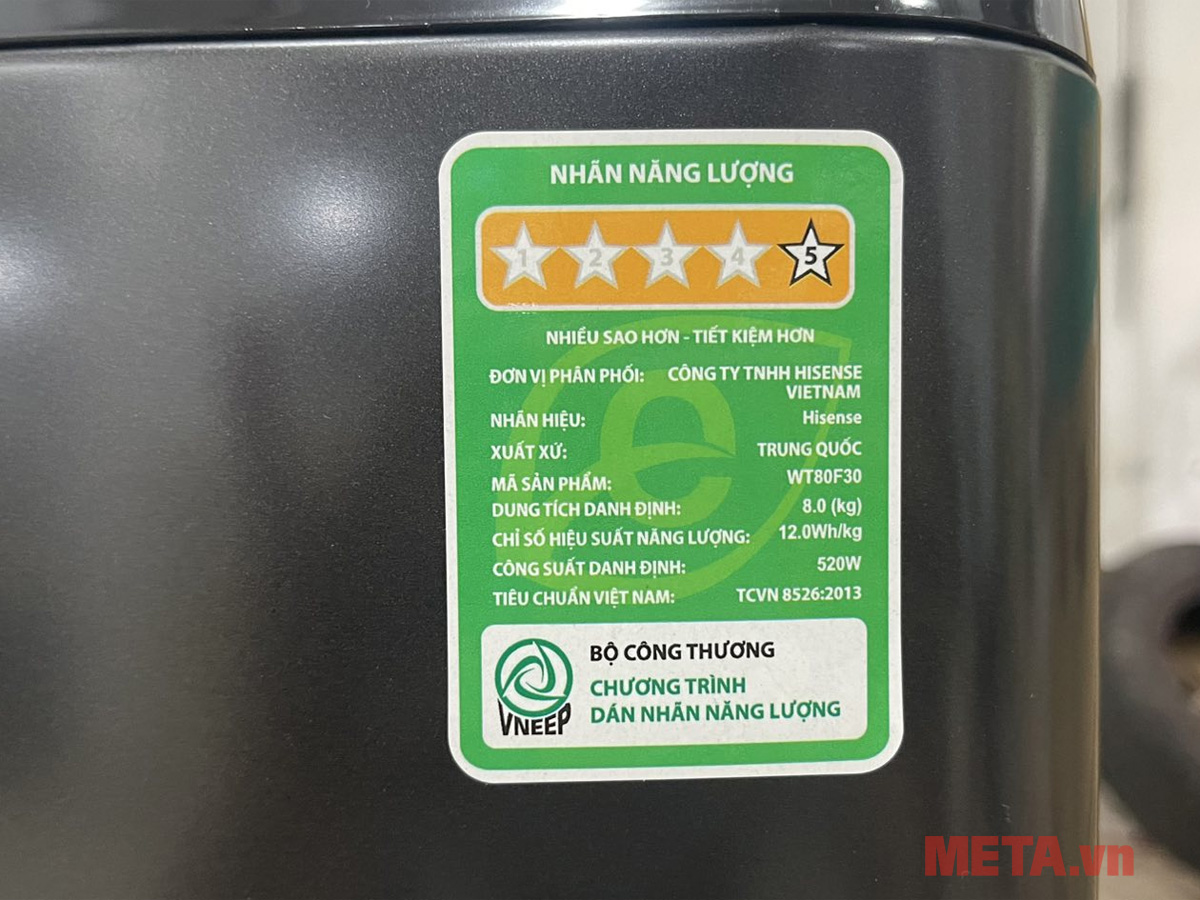 NHÃN NĂNG LƯỢNG
1 2 3 4 5
NHIỀU SAO HƠN - TIẾT KIỆM HƠN
ĐƠN VỊ PHÂN PHỐI: CÔNG TY TNHH HISENSE
VIETNAM
NHÃN HIỆU: Hisense
XUẤT XỨ: TRUNG QUỐC
MÃ SẢN PHẨM: WT80F30
DUNG TÍCH DANH ĐỊNH: 8.0 (kg)
CHỈ SỐ HIỆU SUẤT NĂNG LƯỢNG: 12.0Wh/kg
CÔNG SUẤT DANH ĐỊNH: 520W
TIÊU CHUẨN VIỆT NAM: TCVN 8526:2013
BỘ CÔNG THƯƠNG
CHƯƠNG TRÌNH
DÁN NHÃN NĂNG LƯỢNG
VNEEP
META.vn